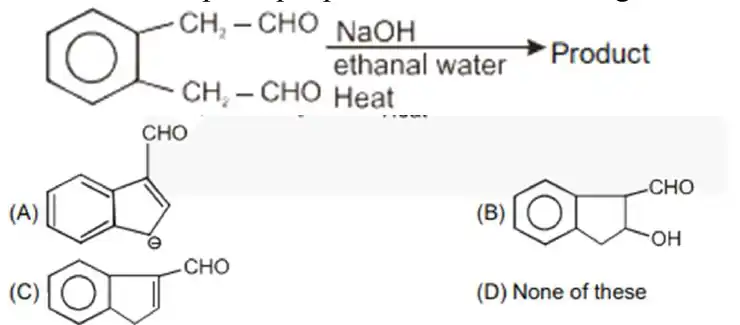 CH₂ – CHO
NaOH
ethanal water
Product
CH₂ – CHO
Heat
CHO
(A)
⊖
(B)
CHO
OH
(C)
CHO
(D) None of these